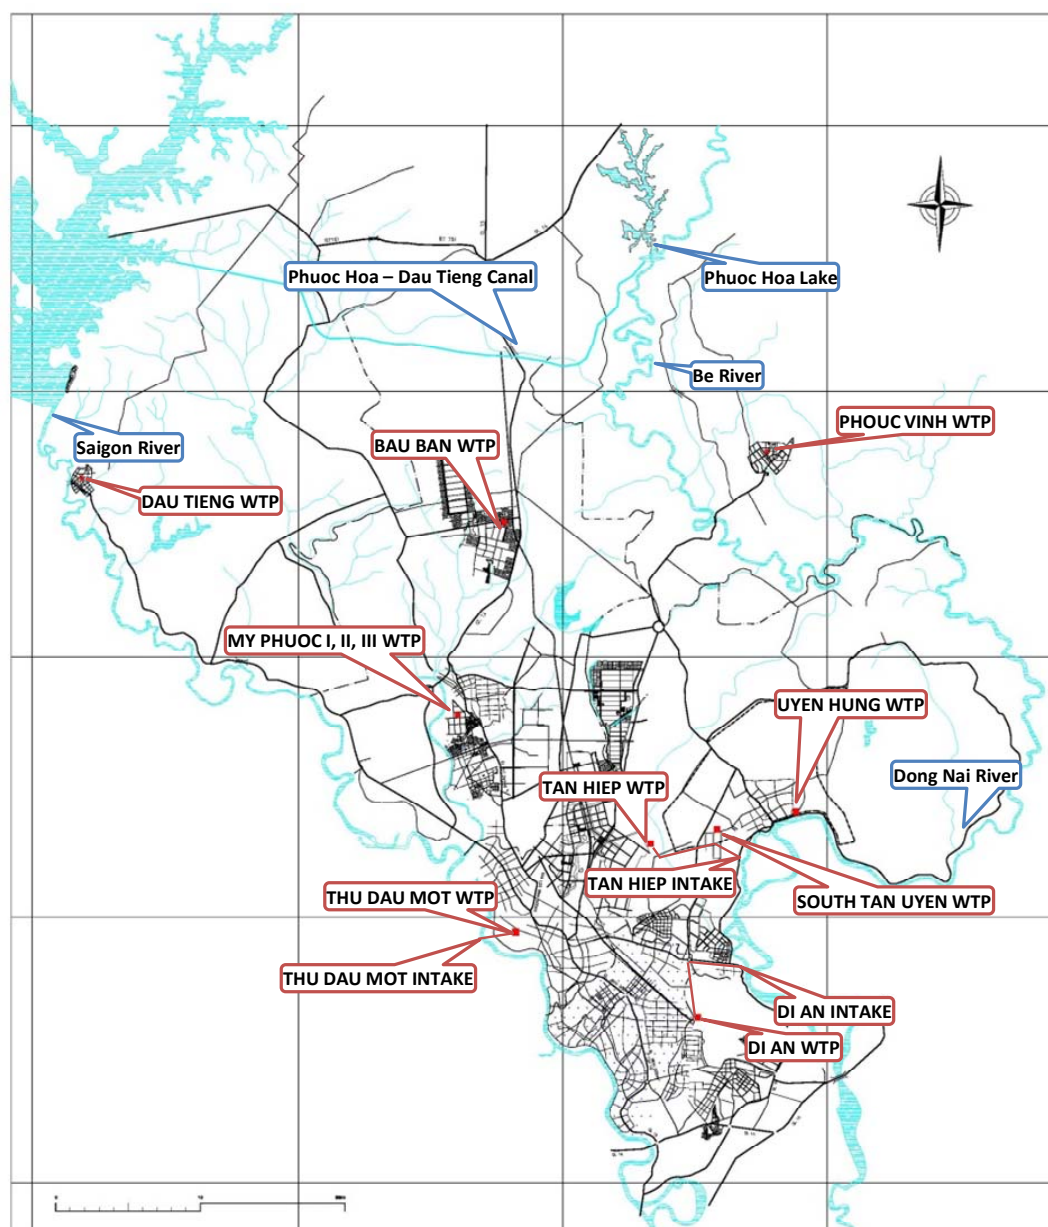 Phuoc Hoa – Dau Tieng Canal
Phuoc Hoa Lake
Be River
Saigon River
PHOUC VINH WTP
BAU BAN WTP
DAU TIENG WTP
MY PHUOC I, II, III WTP
UYEN HUNG WTP
Dong Nai River
TAN HIEP WTP
TAN HIEP INTAKE
THU DAU MOT WTP
SOUTH TAN UYEN WTP
THU DAU MOT INTAKE
DI AN INTAKE
DI AN WTP